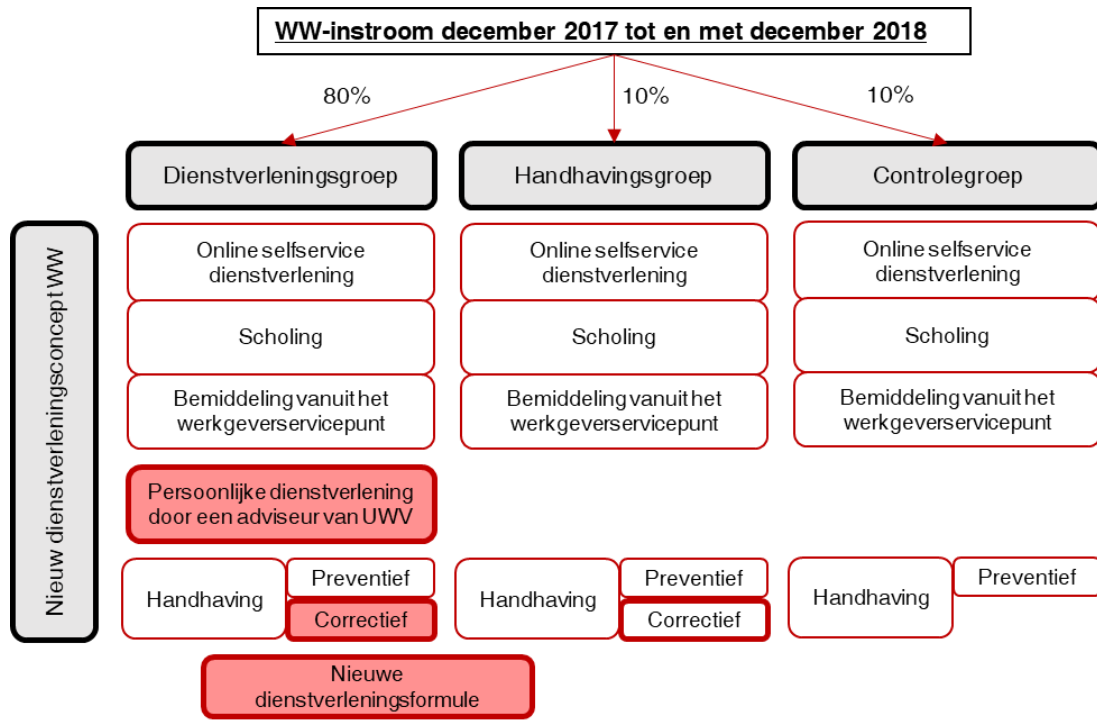 WW-instroom december 2017 tot en met december 2018
80%
10%
10%
Dienstverleningsgroep
Handhavingsgroep
Controlegroep
Nieuw dienstverleningsconcept WW
Online selfservice
dienstverlening
Online selfservice
dienstverlening
Online selfservice
dienstverlening
Scholing
Scholing
Scholing
Bemiddeling vanuit het
werkgeverservicepunt
Bemiddeling vanuit het
werkgeverservicepunt
Bemiddeling vanuit het
werkgeverservicepunt
Persoonlijke dienstverlening
door een adviseur van UWV
Handhaving
Preventief
Correctief
Handhaving
Preventief
Correctief
Handhaving
Preventief
Nieuwe
dienstverleningsformule